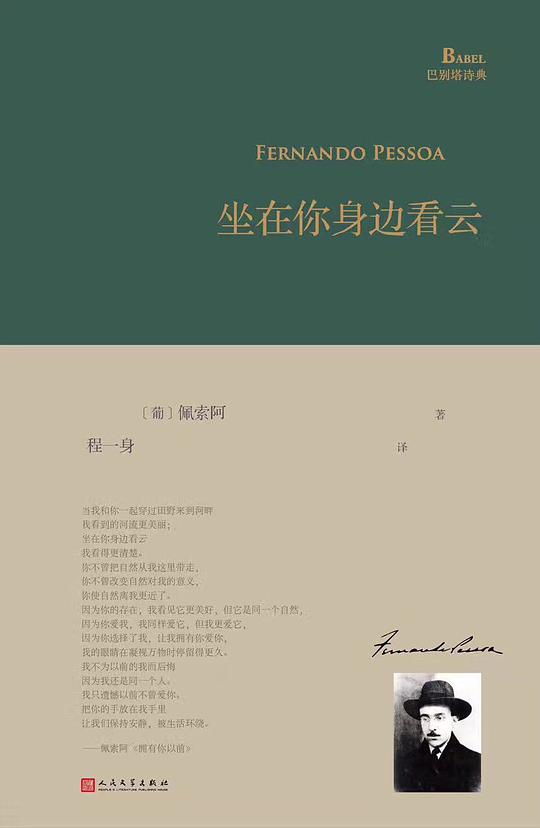 BABEL
巴别塔诗典
FERNANDO PESSOA
坐在你身边看云
〔葡〕佩索阿 著
程一身 译
当我和你一起穿过田野来到河畔
我看到的河流更美丽；
坐在你身边看云
我看得更清楚。
你不曾把自然从我这里带走，
你不曾改变自然对我的意义，
你使自然离我更近了。
因为你的存在，我看见它更美好，但它是同一个自然，
因为你爱我，我同样爱它，但我更爱它，
因为你选择了我，让我拥有你爱你，
我的眼睛在凝视万物时停留得更久。
我不为以前的我而后悔
因为我还是同一个人。
我只遗憾以前不曾爱你。
把你的手放在我手里
让我们保持安静，被生活环绕。
——佩索阿《拥有你以前》
Fernando Pessoa
人民文学出版社
PEOPLE'S LITERATURE PUBLISHING HOUSE